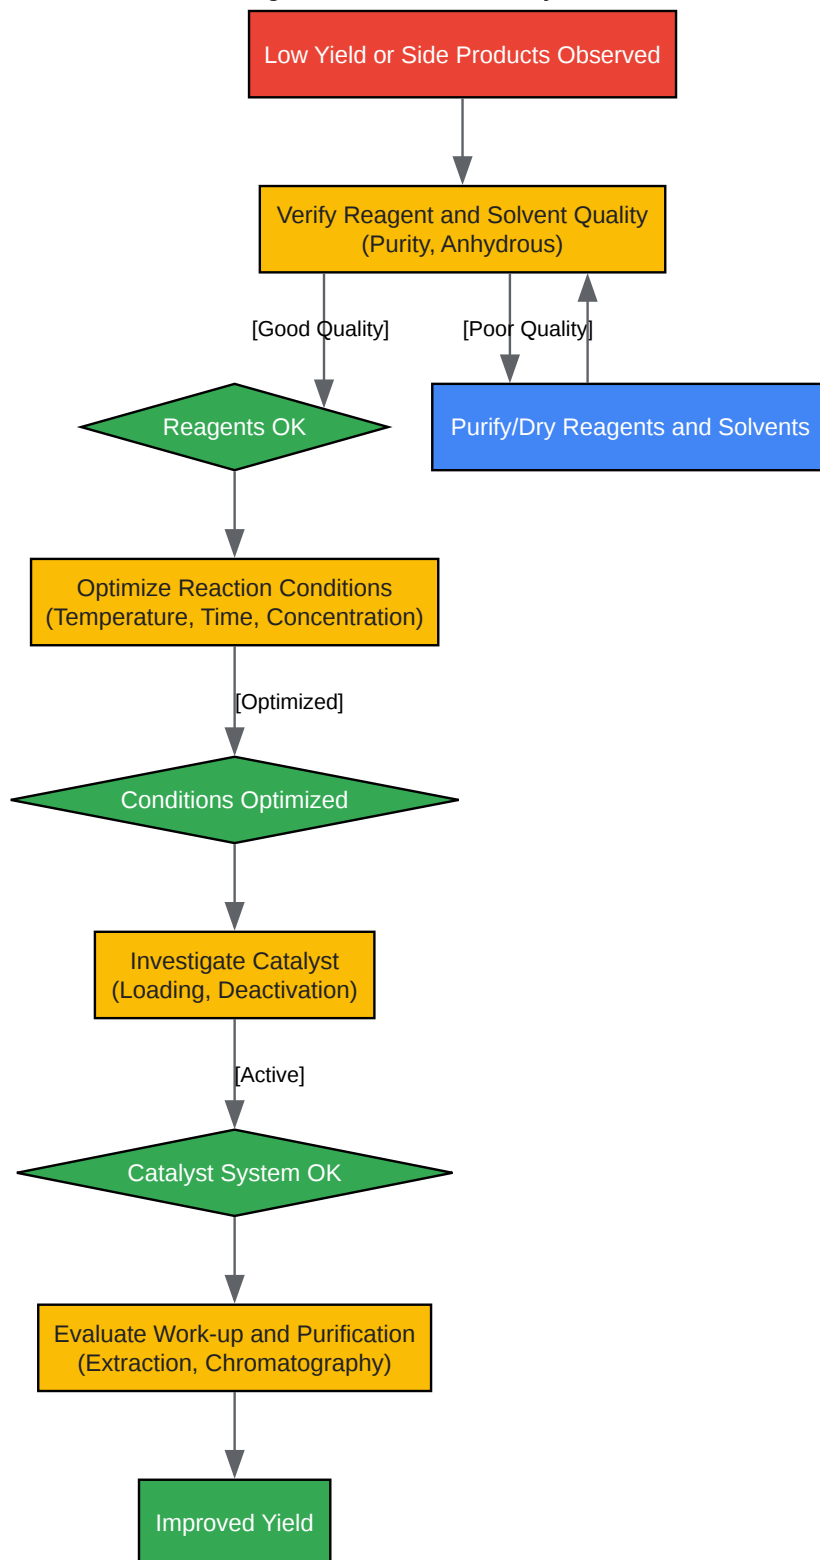 Low Yield or Side Products Observed
Verify Reagent and Solvent Quality
(Purity, Anhydrous)
[Good Quality]
[Poor Quality]
Reagents OK
Purify/Dry Reagents and Solvents
Optimize Reaction Conditions
(Temperature, Time, Concentration)
[Optimized]
Conditions Optimized
Investigate Catalyst
(Loading, Deactivation)
[Active]
Catalyst System OK
Evaluate Work-up and Purification
(Extraction, Chromatography)
Improved Yield